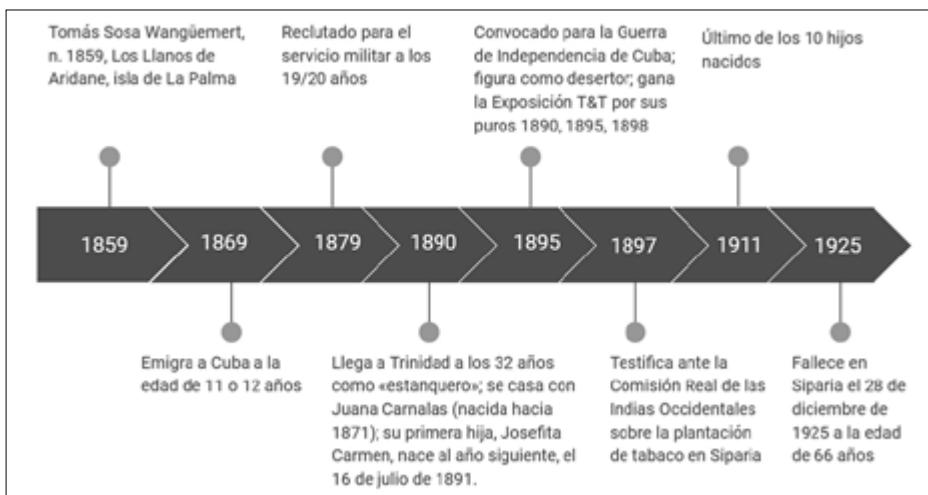 Tomás Sosa Wangüemert,
n. 1859, Los Llanos de
Aridane, isla de La Palma
Reclutado para el
servicio militar a los
19/20 años
Convocado para la Guerra
de Independencia de Cuba;
figura como desertor; gana
la Exposición T&T por sus
puros 1890, 1895, 1898
Último de los 10 hijos
nacidos
1859
1869
1879
1890
1895
1897
1911
1925
Emigra a Cuba a la
edad de 11 o 12 años
Llega a Trinidad a los 32 años
como «estanquero»; se casa con
Juana Carnalas (nacida hacia
1871); su primera hija, Josefita
Carmen, nace al año siguiente, el
16 de julio de 1891.
Testifica ante la
Comisión Real de las
Indias Occidentales
sobre la plantación
de tabaco en Siparia
Fallece en
Siparia el 28 de
diciembre de
1925 a la edad
de 66 años